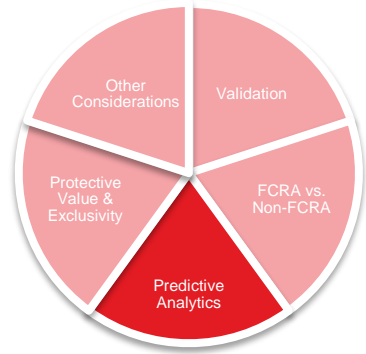 Other
Considerations
Validation
Protective
Value &
Exclusivity
FCRA vs.
Non-FCRA
Predictive
Analytics